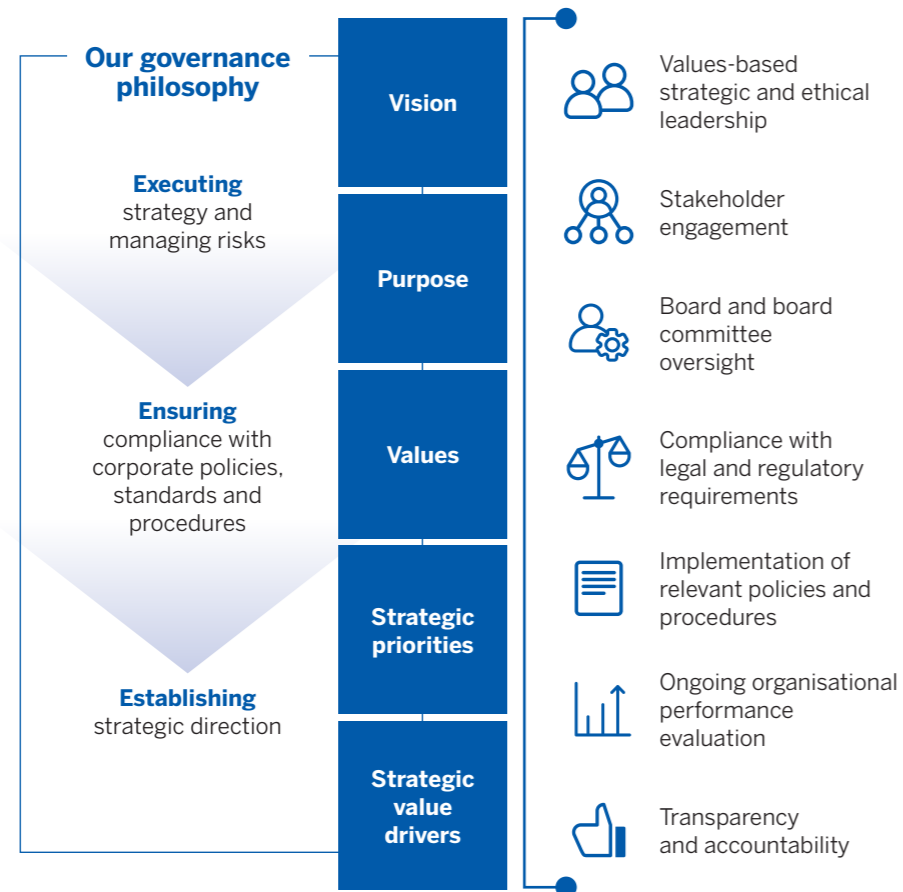 Our governance
philosophy
Executing
strategy and
managing risks
Ensuring
compliance with
corporate policies,
standards and
procedures
Establishing
strategic direction
Vision
Purpose
Values
Strategic
priorities
Strategic
value
drivers
Values-based
strategic and ethical
leadership
Stakeholder
engagement
Board and board
committee
oversight
Compliance with
legal and regulatory
requirements
Implementation of
relevant policies and
procedures
Ongoing organisational
performance
evaluation
Transparency
and accountability